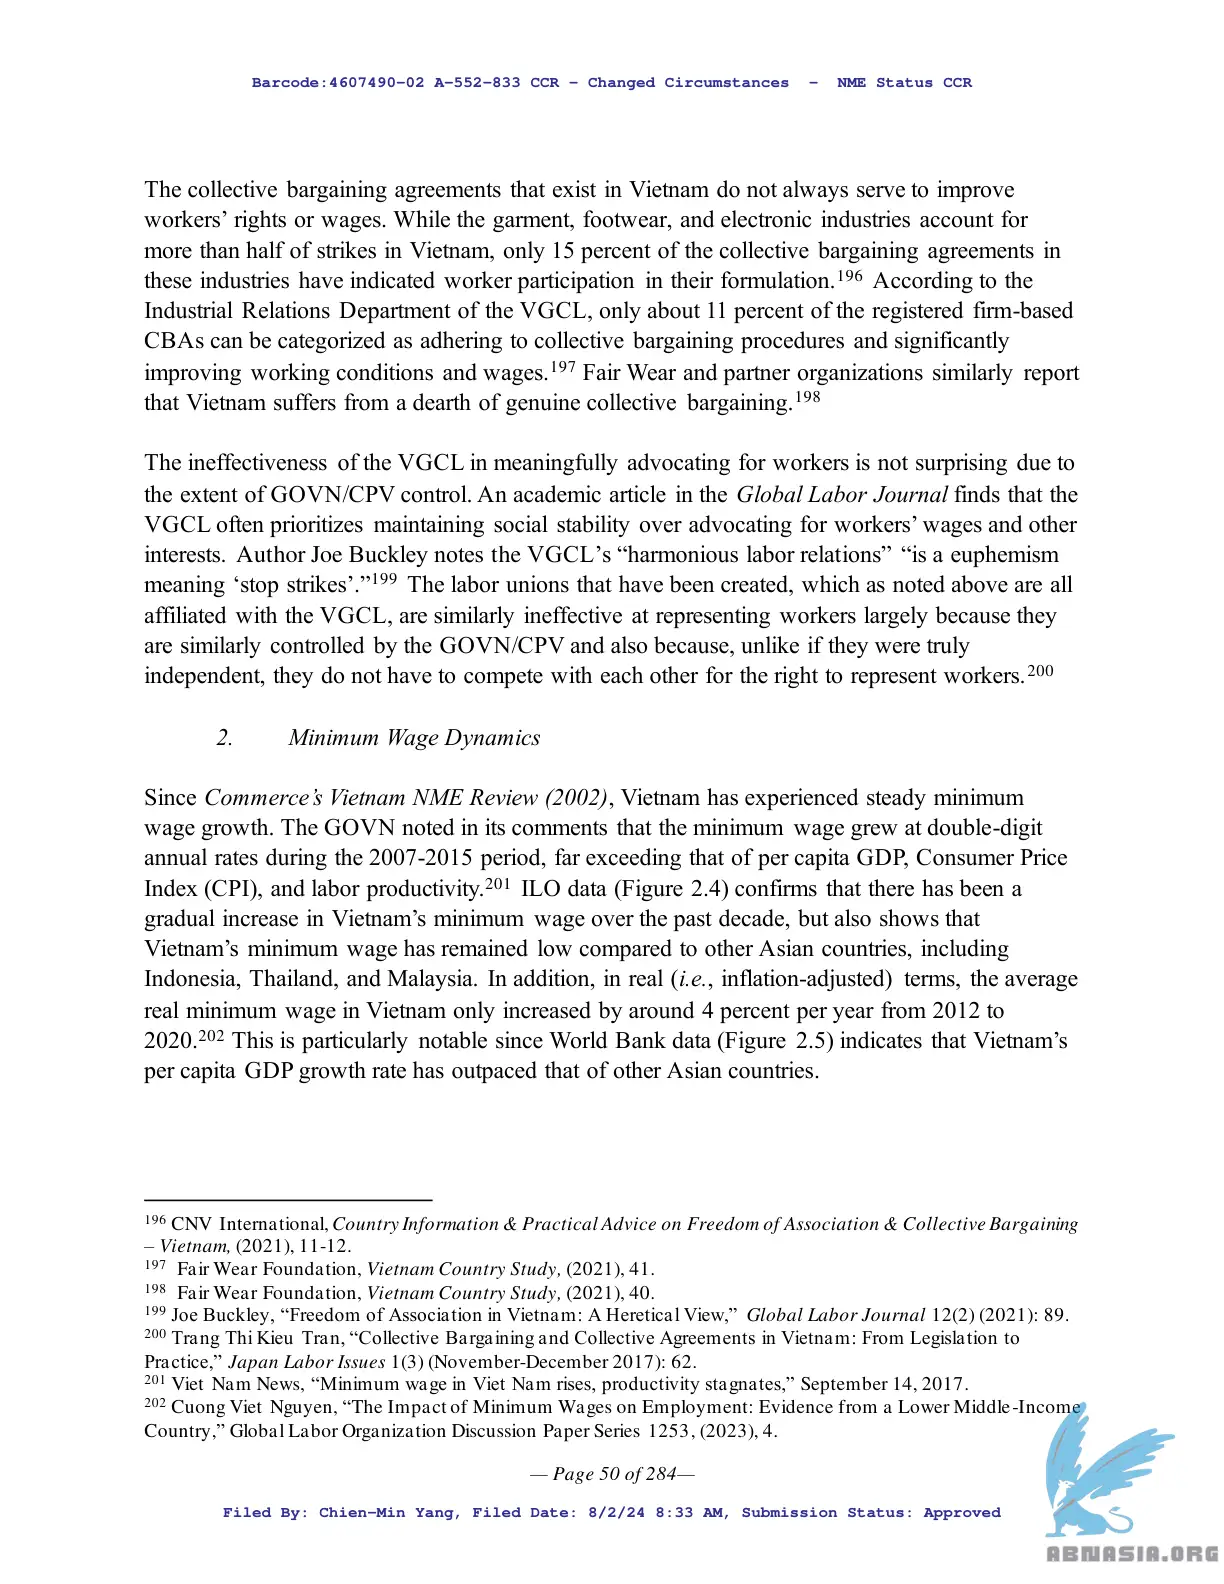 Barcode:4607490-02 A-552-833 CCR - Changed Circumstances - NME Status CCR
The collective bargaining agreements that exist in Vietnam do not always serve to improve
workers’ rights or wages. While the garment, footwear, and electronic industries account for
more than half of strikes in Vietnam, only 15 percent of the collective bargaining agreements in
these industries have indicated worker participation in their formulation.196 According to the
Industrial Relations Department of the VGCL, only about 11 percent of the registered firm-based
CBAs can be categorized as adhering to collective bargaining procedures and significantly
improving working conditions and wages.197 Fair Wear and partner organizations similarly report
that Vietnam suffers from a dearth of genuine collective bargaining.198
The ineffectiveness of the VGCL in meaningfully advocating for workers is not surprising due to
the extent of GOVN/CPV control. An academic article in the Global Labor Journal finds that the
VGCL often prioritizes maintaining social stability over advocating for workers’ wages and other
interests. Author Joe Buckley notes the VGCL’s “harmonious labor relations” “is a euphemism
meaning ‘stop strikes’.”199 The labor unions that have been created, which as noted above are all
affiliated with the VGCL, are similarly ineffective at representing workers largely because they
are similarly controlled by the GOVN/CPV and also because, unlike if they were truly
independent, they do not have to compete with each other for the right to represent workers.200
2. Minimum Wage Dynamics
Since Commerce’s Vietnam NME Review (2002), Vietnam has experienced steady minimum
wage growth. The GOVN noted in its comments that the minimum wage grew at double-digit
annual rates during the 2007-2015 period, far exceeding that of per capita GDP, Consumer Price
Index (CPI), and labor productivity.201 ILO data (Figure 2.4) confirms that there has been a
gradual increase in Vietnam’s minimum wage over the past decade, but also shows that
Vietnam’s minimum wage has remained low compared to other Asian countries, including
Indonesia, Thailand, and Malaysia. In addition, in real (i.e., inflation-adjusted) terms, the average
real minimum wage in Vietnam only increased by around 4 percent per year from 2012 to
2020.202 This is particularly notable since World Bank data (Figure 2.5) indicates that Vietnam’s
per capita GDP growth rate has outpaced that of other Asian countries.
196 CNV International, Country Information & Practical Advice on Freedom of Association & Collective Bargaining
– Vietnam, (2021), 11-12.
197 Fair Wear Foundation, Vietnam Country Study, (2021), 41.
198 Fair Wear Foundation, Vietnam Country Study, (2021), 40.
199 Joe Buckley, “Freedom of Association in Vietnam: A Heretical View,” Global Labor Journal 12(2) (2021): 89.
200 Trang Thi Kieu Tran, “Collective Bargaining and Collective Agreements in Vietnam: From Legislation to
Practice,” Japan Labor Issues 1(3) (November-December 2017): 62.
201 Viet Nam News, “Minimum wage in Viet Nam rises, productivity stagnates,” September 14, 2017.
202 Cuong Viet Nguyen, “The Impact of Minimum Wages on Employment: Evidence from a Lower Middle-Income
Country,” Global Labor Organization Discussion Paper Series 1253, (2023), 4.
— Page 50 of 284—
Filed By: Chien-Min Yang, Filed Date: 8/2/24 8:33 AM, Submission Status: Approved
ABNASIA.ORG